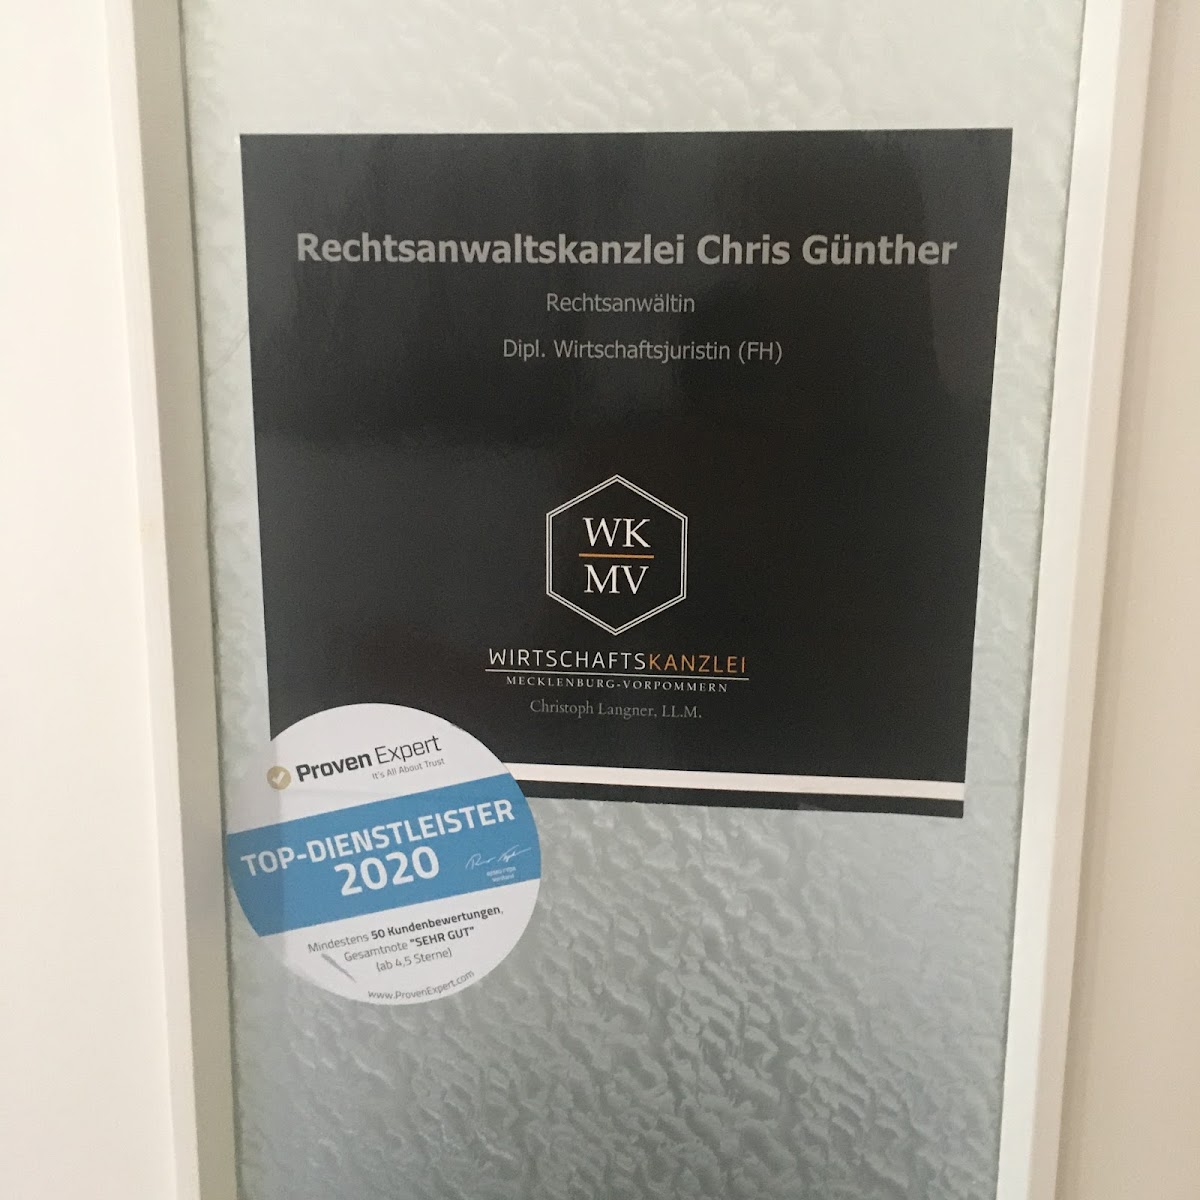 Rechtsanwaltskanzlei Chris Günther
Rechtsanwältin
Dipl. Wirtschaftsjuristin (FH)
WK
MV
WIRTSCHAFTSKANZLEI
MECKLENBURG-VORPOMMERN
Christoph Langner, LL.M.
Proven Expert
It's All About Trust
TOP-DIENSTLEISTER
2020
Mindestens 50 Kundenbewertungen,
Gesamtnote "SEHR GUT"
(ab 4,5 Sterne)
www.ProvenExpert.com